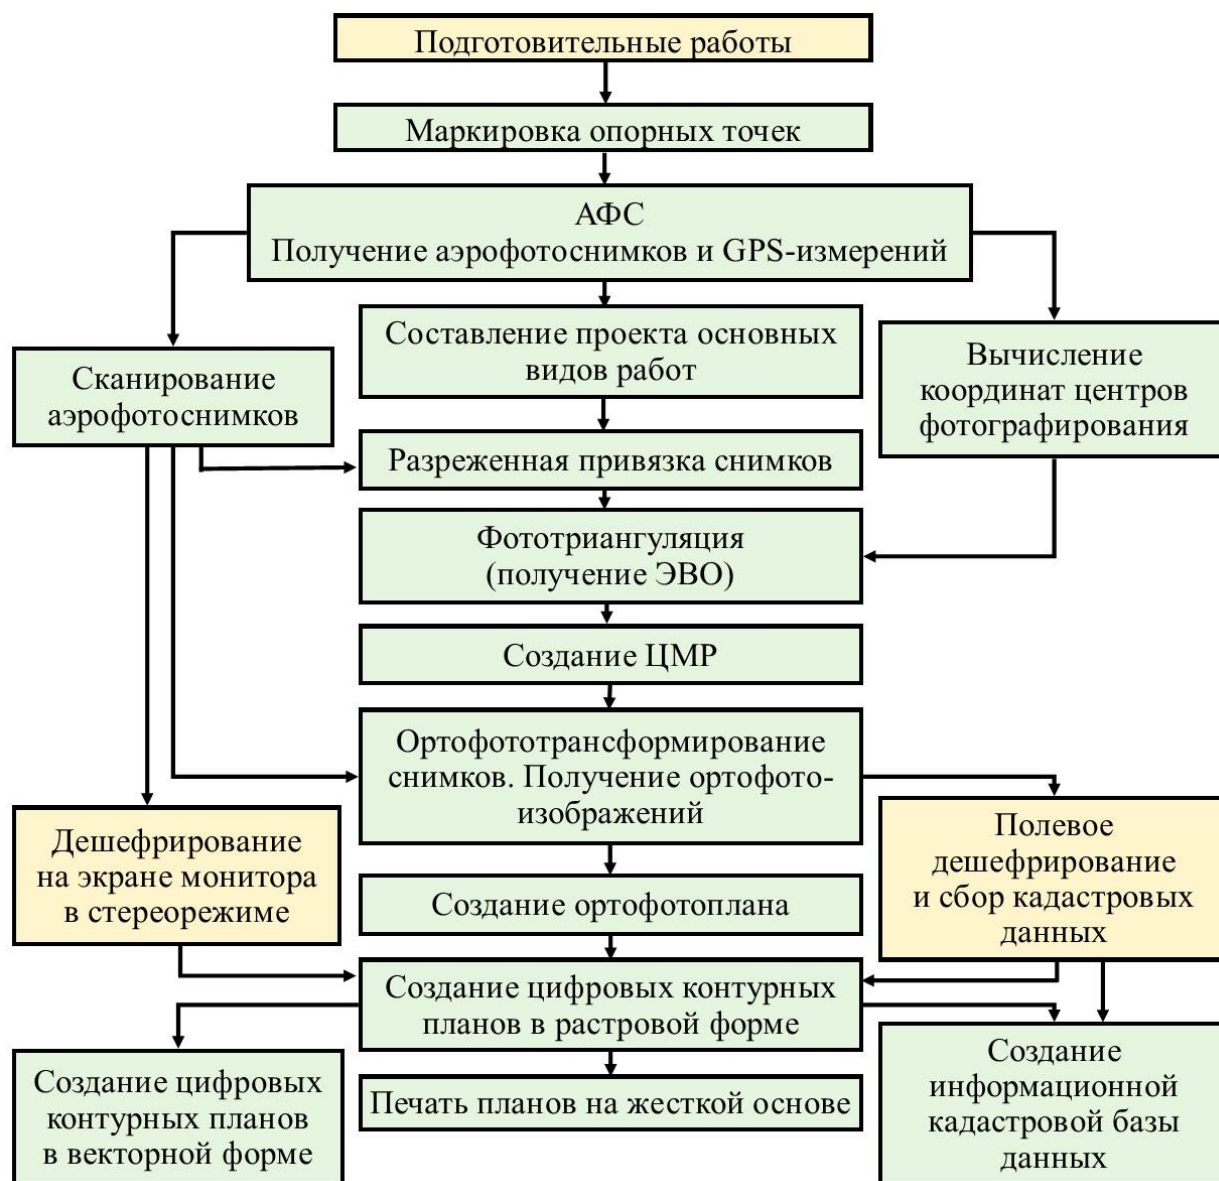 Подготовительные работы
Маркировка опорных точек
АФС
Получение аэрофотоснимков и GPS-измерений
Составление проекта основных
видов работ
Сканирование
аэрофотоснимков
Вычисление
координат центров
фотографирования
Разреженная привязка снимков
Фототриангуляция
(получение ЭВО)
Создание ЦМР
Ортофототрансформирование
снимков. Получение ортофото-
изображений
Дешефрирование
на экране монитора
в стереорежиме
Полевое
дешефрирование
и сбор кадастровых
данных
Создание ортофотоплана
Создание цифровых контурных
планов в растровой форме
Создание цифровых
контурных планов
в векторной форме
Печать планов на жесткой основе
Создание
информационной
кадастровой базы
данных